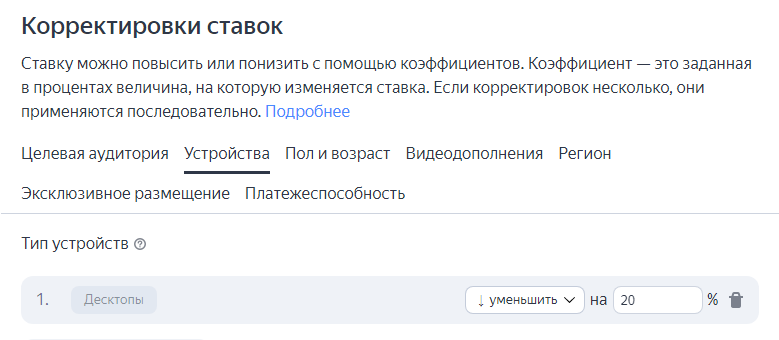 Корректировки ставок
Ставку можно повысить или понизить с помощью коэффициентов. Коэффициент — это заданная
в процентах величина, на которую изменяется ставка. Если корректировок несколько, они
применяются последовательно. Подробнее
Целевая аудитория Устройства Пол и возраст Видеодополнения Регион
Эксклюзивное размещение Платежеспособность
Тип устройств ?
1. Десктопы ↓ уменьшить на 20 %